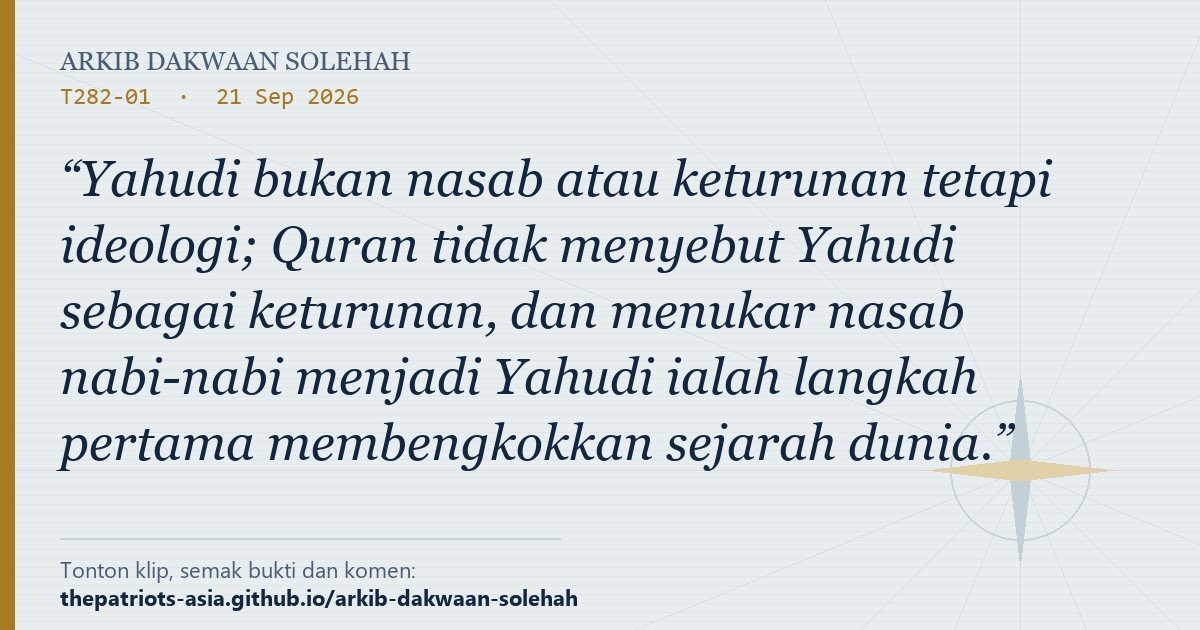 ARKIB DAKWAAN SOLEHAH
T282-01 · 21 Sep 2026
“Yahudi bukan nasab atau keturunan tetapi
ideologi; Quran tidak menyebut Yahudi
sebagai keturunan, dan menukar nasab
nabi-nabi menjadi Yahudi ialah langkah
pertama membengkokkan sejarah dunia.”
Tonton klip, semak bukti dan komen:
thepatriots-asia.github.io/arkib-dakwaan-solehah